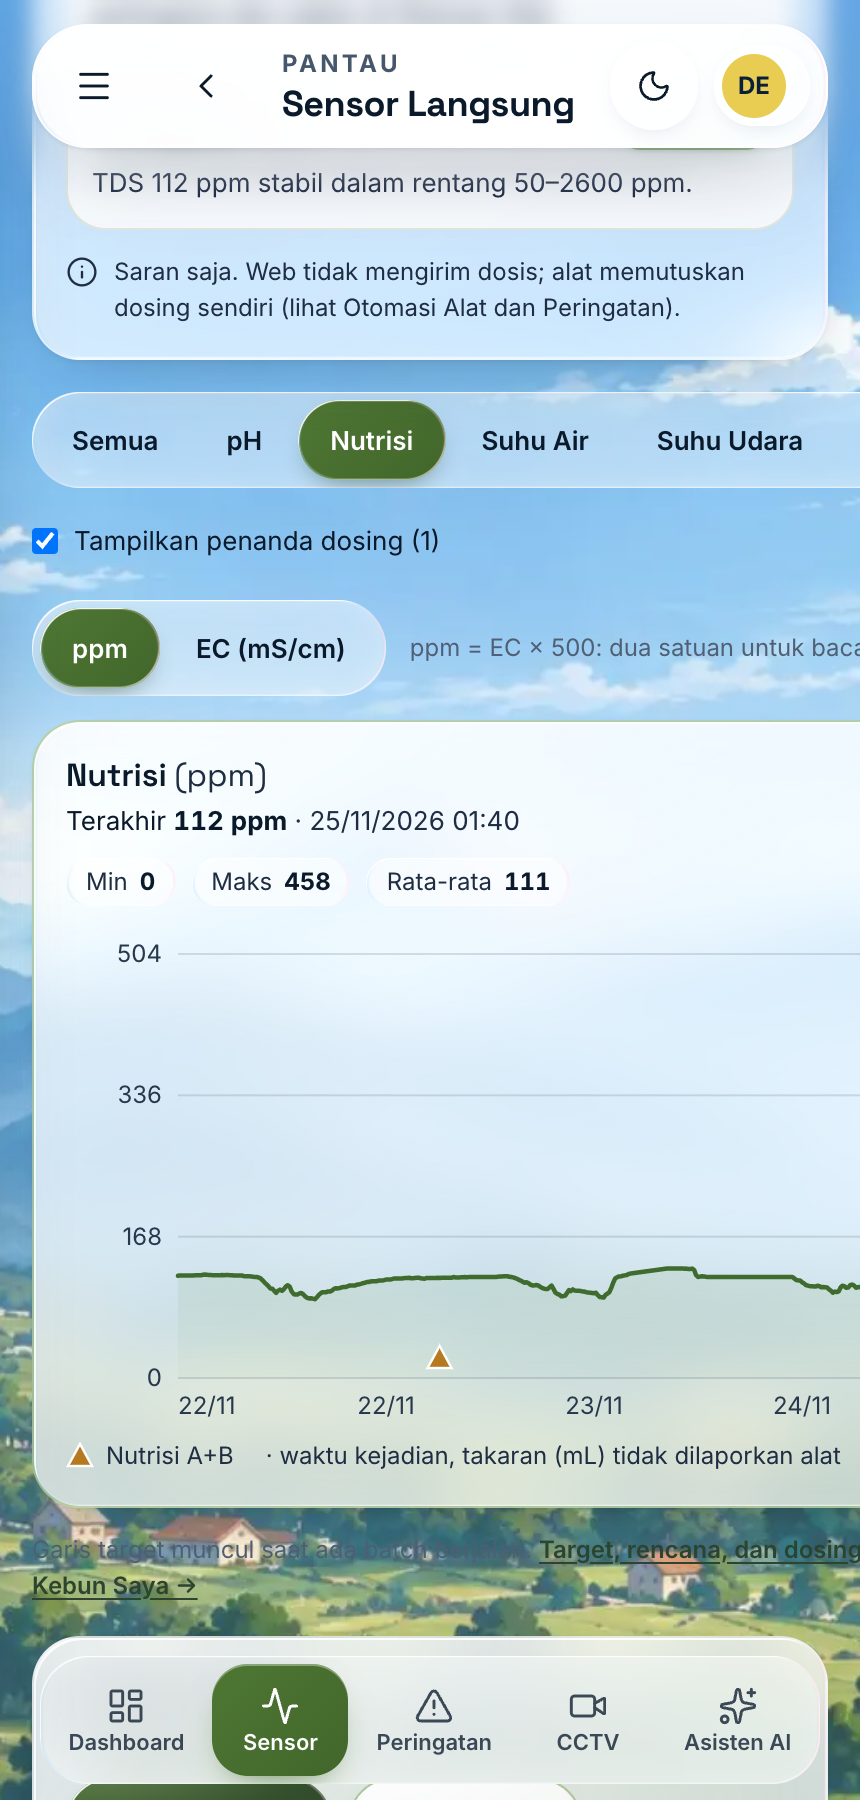 PANTAU
Sensor Langsung
DE
TDS 112 ppm stabil dalam rentang 50–2600 ppm.
Saran saja. Web tidak mengirim dosis; alat memutuskan
dosing sendiri (lihat Otomasi Alat dan Peringatan).
Semua pH Nutrisi Suhu Air Suhu Udara
Tampilkan penanda dosing (1)
ppm EC (mS/cm) ppm = EC × 500: dua satuan untuk baca
Nutrisi (ppm)
Terakhir 112 ppm · 25/11/2026 01:40
Min 0 Maks 458 Rata-rata 111
504
336
168
0
22/11 22/11 23/11 24/11
Nutrisi A+B · waktu kejadian, takaran (mL) tidak dilaporkan alat
Garis target muncul saat ada batch Target, rencana, dan dosing
Kebun Saya →
Dashboard Sensor Peringatan CCTV Asisten AI